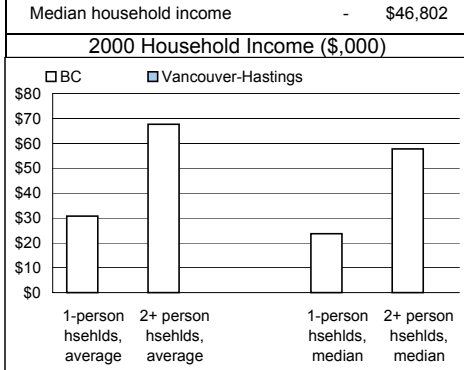 Median household income - $46,802
2000 Household Income ($,000)
BC Vancouver-Hastings
$80
$70
$60
$50
$40
$30
$20
$10
$0
1-person 2+ person 1-person 2+ person
hsehlds, hsehlds, hsehlds, hsehlds,
average average median median